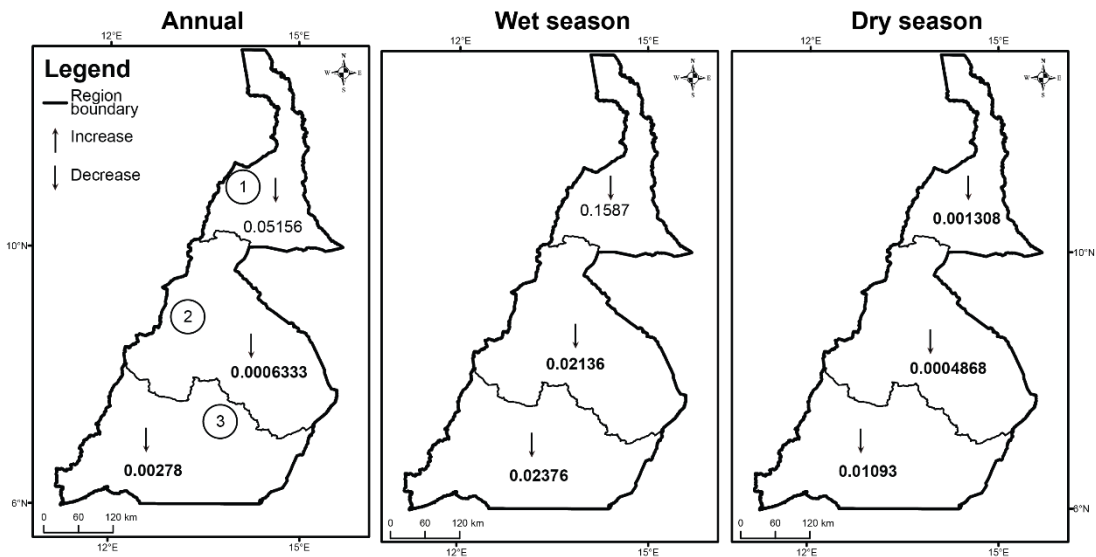 Annual
Wet season
Dry season
12°E
15°E
12°E
15°E
12°E
15°E
Legend
Region
boundary
Increase
Decrease
N
W
E
S
N
W
E
S
N
W
E
S
1
0.05156
0.1587
0.001308
10°N
10°N
2
0.0006333
0.02136
0.0004868
3
0.00278
0.02376
0.01093
6°N
6°N
0 60 120 km
0 60 120 km
0 60 120 km
12°E
15°E
12°E
15°E
12°E
15°E